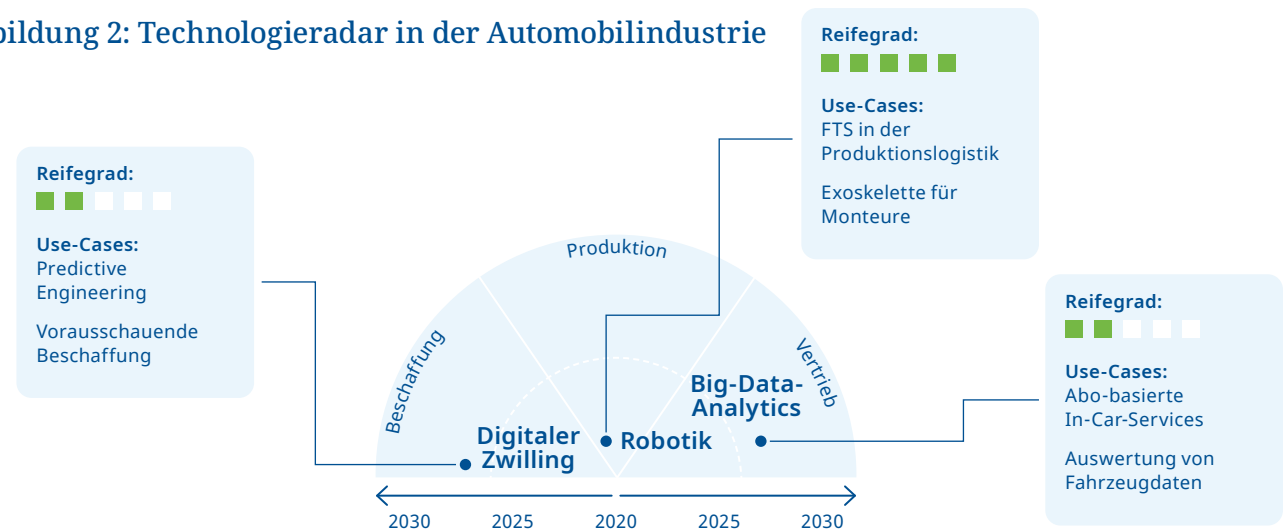 bildung 2: Technologieradar in der Automobilindustrie
Reifegrad:
Use-Cases:
FTS in der
Produktionslogistik
Exoskelette für
Monteure
Reifegrad:
Use-Cases:
Predictive
Engineering
Vorausschauende
Beschaffung
Produktion
Beschaffung
Vertrieb
Reifegrad:
Use-Cases:
Abo-basierte
In-Car-Services
Auswertung von
Fahrzeugdaten
Digitaler
Zwilling
Robotik
Big-Data-
Analytics
2030 2025 2020 2025 2030